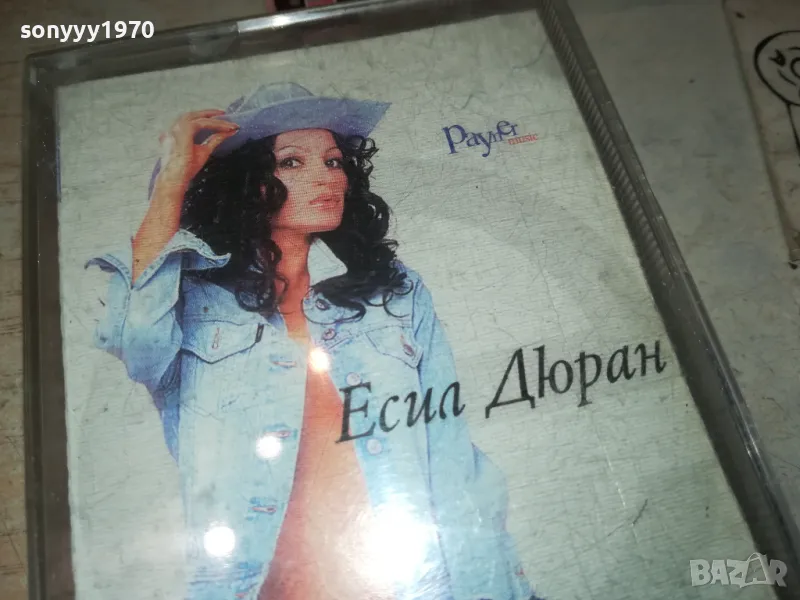 sonyyy1970
Payner
music
Есил Дюран
BAZAR